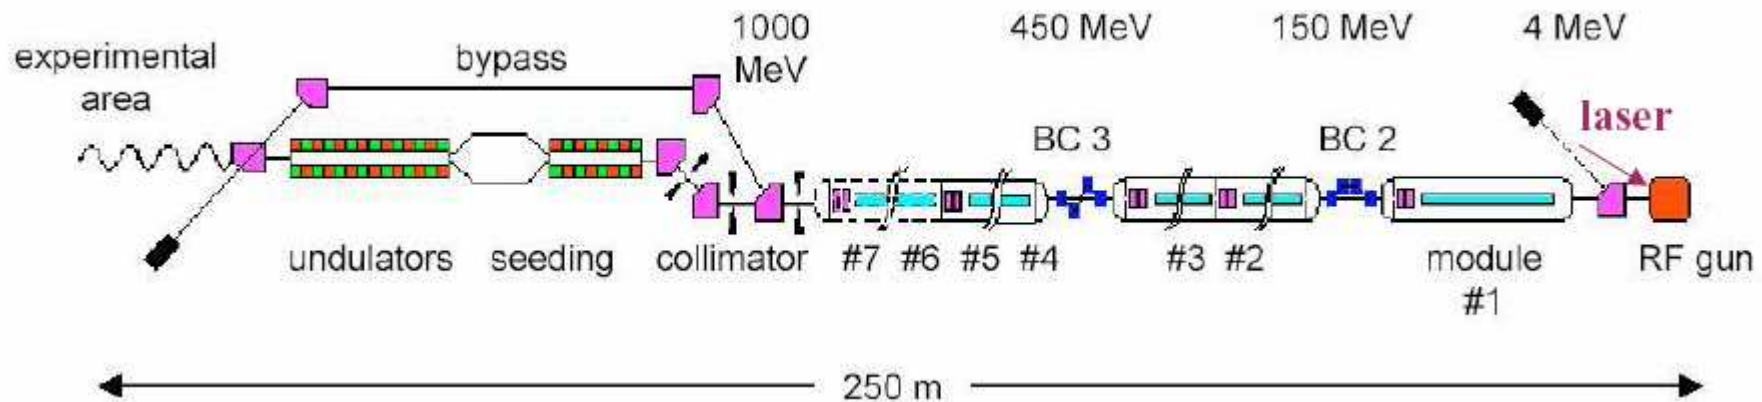 experimental
area
bypass
1000
MeV
450 MeV
150 MeV
4 MeV
laser
BC 3
BC 2
undulators
seeding
collimator
#7
#6
#5
#4
#3
#2
module
#1
RF gun
250 m